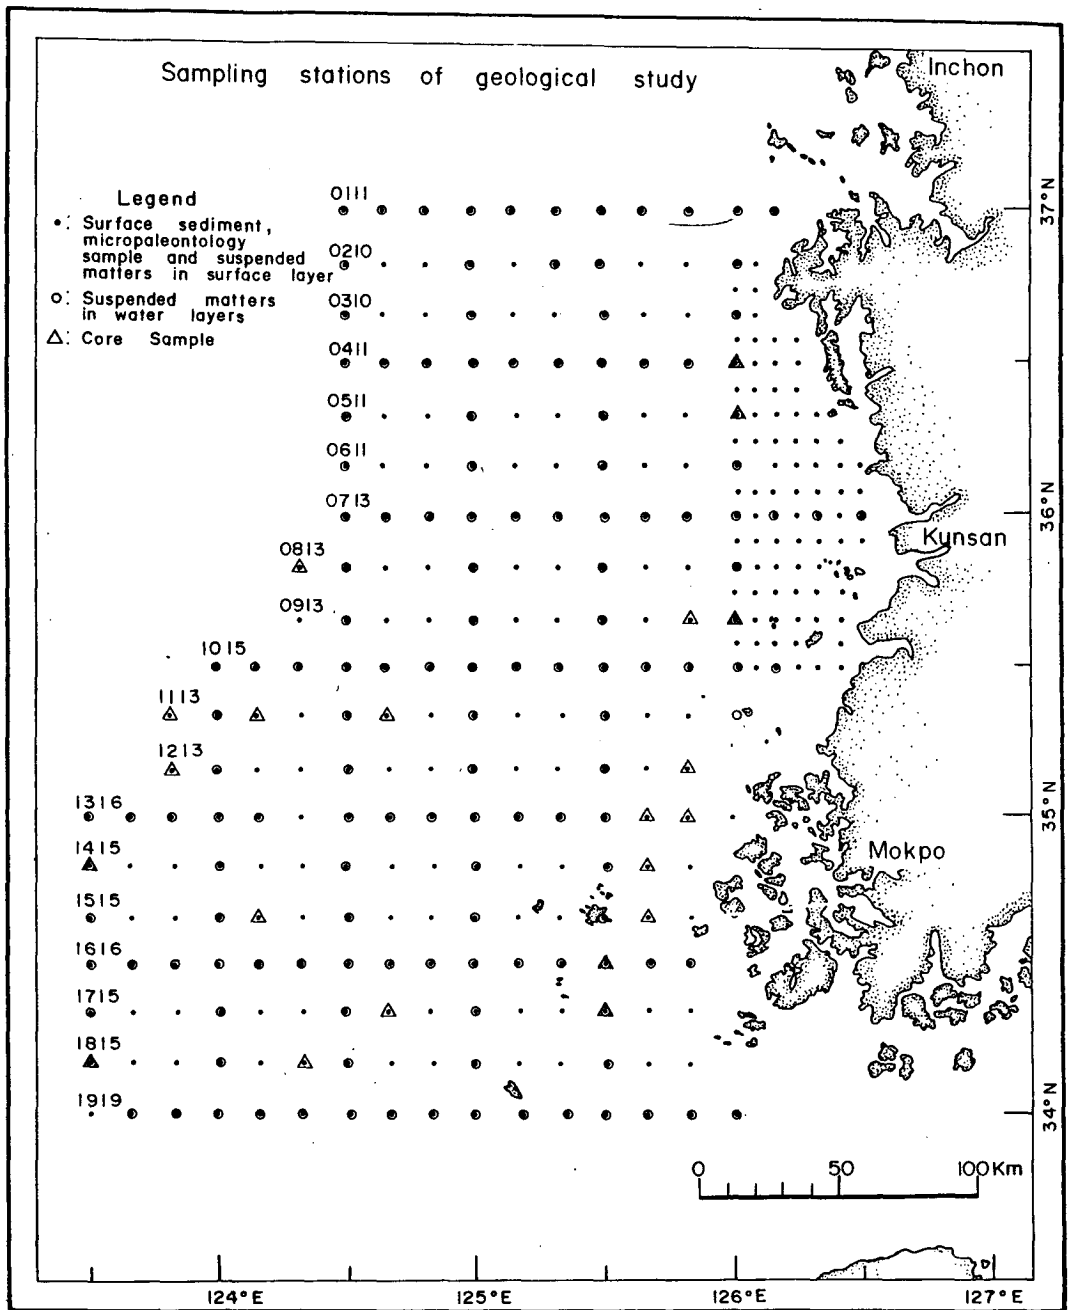 Sampling stations of geological study
Inchon
Legend
•: Surface sediment,
micropaleontology
sample and suspended
matters in surface layer
○: Suspended matters
in water layers
△: Core Sample
0111
0210
0310
0411
0511
0611
0713
0813
0913
1015
1113
1213
1316
1415
1515
1616
1715
1815
1919
37°N
36°N
Kunsan
35°N
Mokpo
34°N
0 50 100Km
124°E 125°E 126°E 127°E